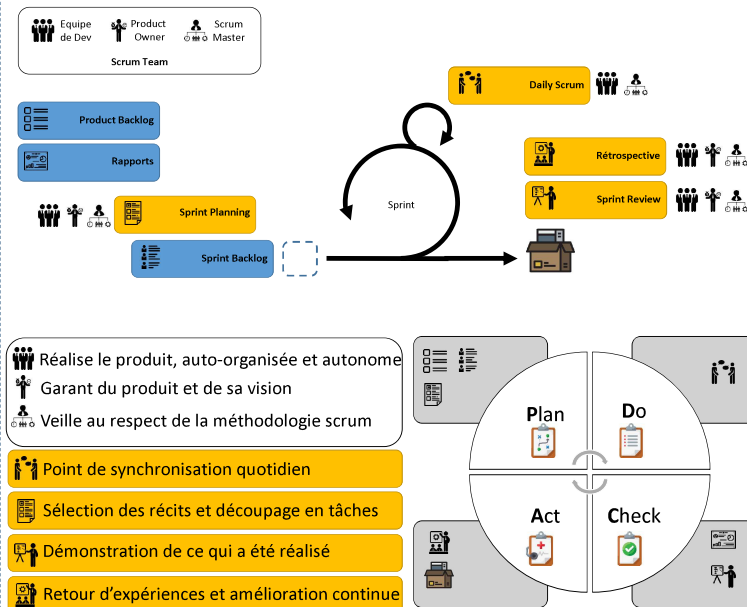 Equipe
de Dev
Product
Owner
Scrum
Master
Scrum Team
Daily Scrum
Product Backlog
Rapports
Rétrospective
Sprint Planning
Sprint Review
Sprint
Sprint Backlog
Réalise le produit, auto-organisée et autonome
Garant du produit et de sa vision
Veille au respect de la méthodologie scrum
Point de synchronisation quotidien
Sélection des récits et découpage en tâches
Démonstration de ce qui a été réalisé
Retour d’expériences et amélioration continue
Plan
Do
Act
Check